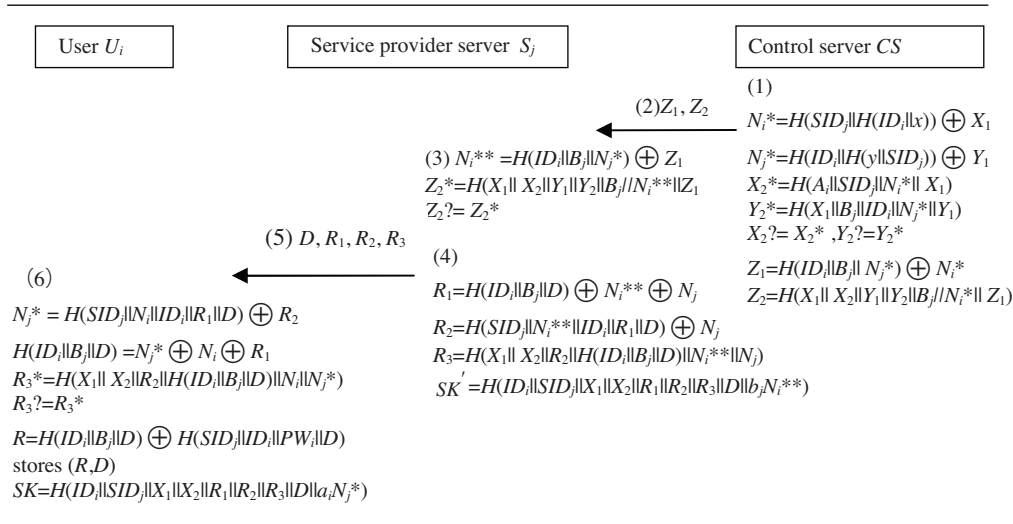 User Ui
Service provider server Sj
Control server CS
(1)
Ni*=H(SIDj||H(IDi||x)) ⊕ X1
Nj*=H(IDi||H(y||SIDj)) ⊕ Y1
X2*=H(Ai||SIDj||Ni*|| X1)
Y2*=H(X1||Bj||IDi||Nj*||Y1)
X2?= X2* ,Y2?=Y2*
Z1=H(IDi||Bj|| Nj*) ⊕ Ni*
Z2=H(X1|| X2||Y1||Y2||Bj//Ni*|| Z1)
(2)Z1, Z2
(3) Ni** =H(IDi||Bj||Nj*) ⊕ Z1
Z2*=H(X1|| X2||Y1||Y2||Bj//Ni**||Z1
Z2?= Z2*
(4)
R1=H(IDi||Bj||D) ⊕ Ni** ⊕ Nj
R2=H(SIDj||Ni**||IDi||R1||D) ⊕ Nj
R3=H(X1|| X2||R2||H(IDi||Bj||D)||Ni**||Nj)
SK'=H(IDi||SIDj||X1||X2||R1||R2||R3||D||bjNi**)
(5) D, R1, R2, R3
(6)
Nj* = H(SIDj||Ni||IDi||R1||D) ⊕ R2
H(IDi||Bj||D) =Nj* ⊕ Ni ⊕ R1
R3*=H(X1|| X2||R2||H(IDi||Bj||D)||Ni||Nj*)
R3?=R3*
R=H(IDi||Bj||D) ⊕ H(SIDj||IDi||PWi||D)
stores (R,D)
SK=H(IDi||SIDj||X1||X2||R1||R2||R3||D||aiNj*)